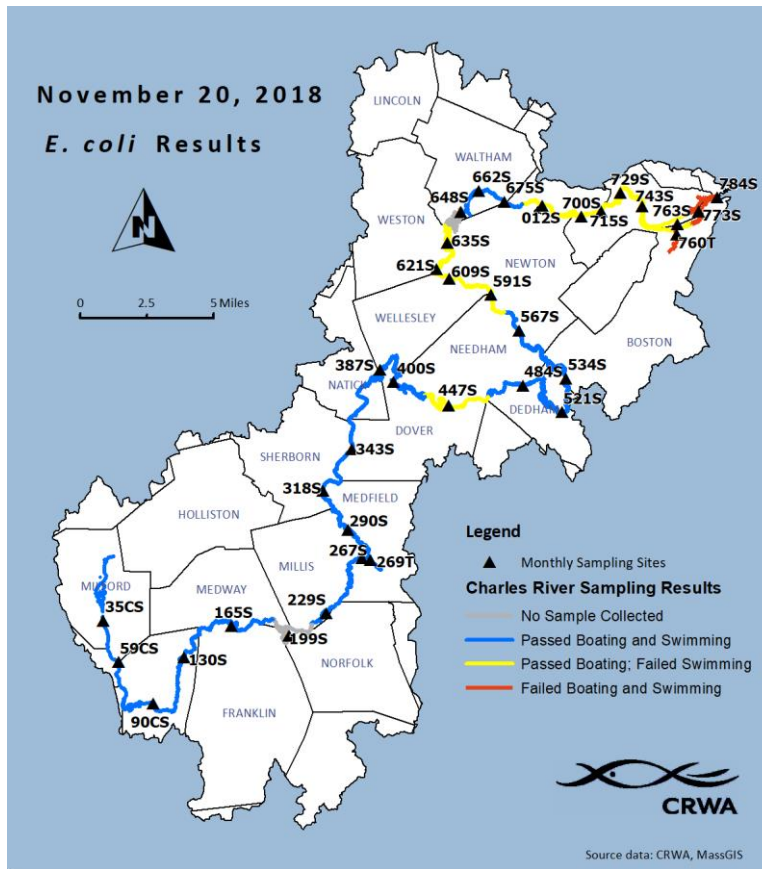 November 20, 2018
E. coli Results
N
0 2.5 5 Miles
LINCOLN
WALTHAM
WESTON
NEWTON
WELLESLEY
NEEDHAM
BOSTON
NATICK
DEDHAM
DOVER
SHERBORN
MEDFIELD
HOLLISTON
MILLIS
MILFORD
MEDWAY
NORFOLK
FRANKLIN
662S
648S
675S
729S
784S
700S
743S
012S
715S
763S
773S
760T
635S
621S
609S
591S
567S
387S
400S
534S
484S
447S
521S
343S
318S
290S
267S
269T
35CS
165S
229S
199S
59CS
130S
90CS
Legend
Monthly Sampling Sites
Charles River Sampling Results
No Sample Collected
Passed Boating and Swimming
Passed Boating; Failed Swimming
Failed Boating and Swimming
CRWA
Source data: CRWA, MassGIS